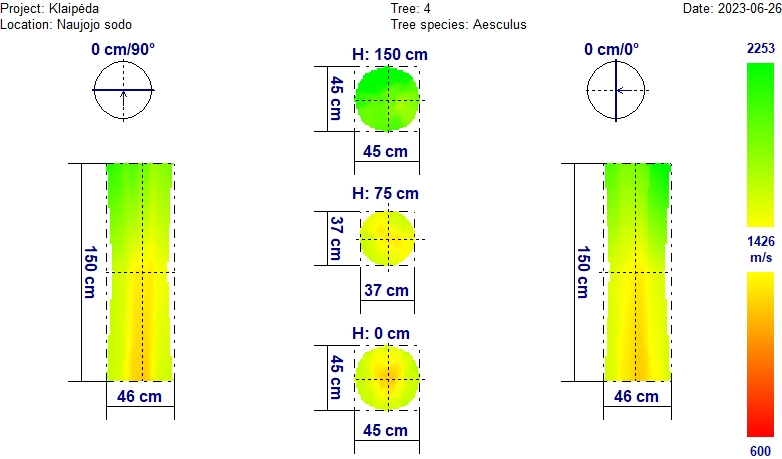 Project: Klaipėda
Tree: 4
Date: 2023-06-26
Location: Naujojo sodo
Tree species: Aesculus
0 cm/90°
H: 150 cm
0 cm/0°
2253
45 cm
45 cm
H: 75 cm
37 cm
37 cm
150 cm
150 cm
1426
m/s
H: 0 cm
45 cm
45 cm
46 cm
46 cm
600